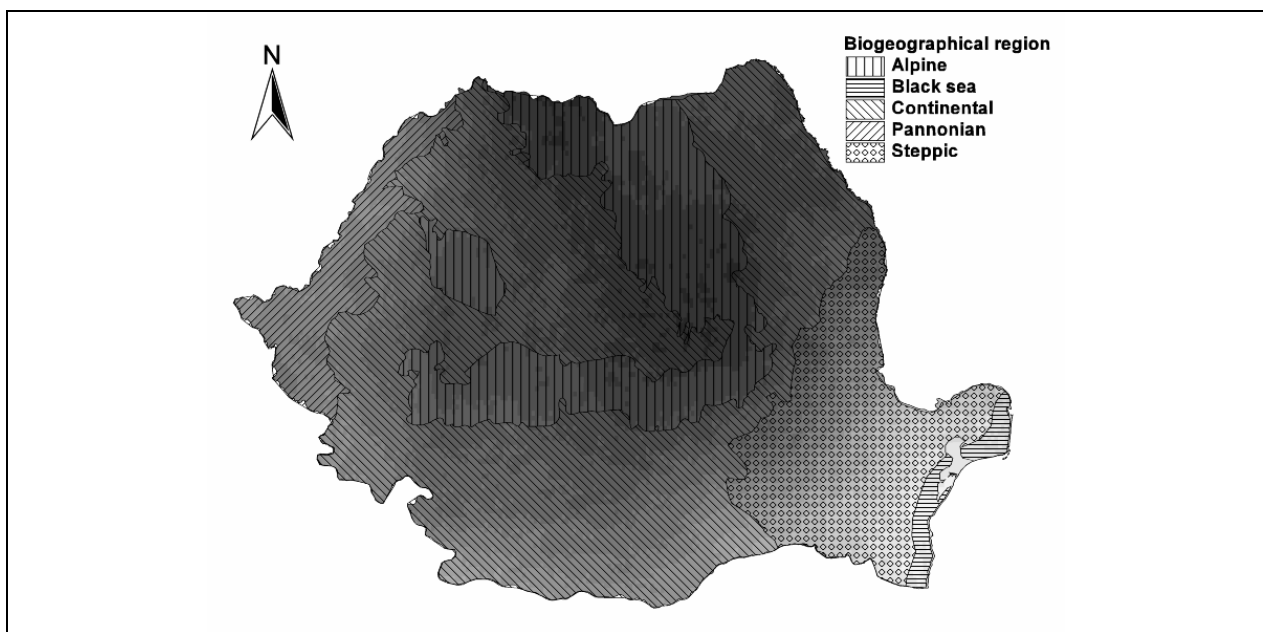 N
Biogeographical region
Alpine
Black sea
Continental
Pannonian
Steppic